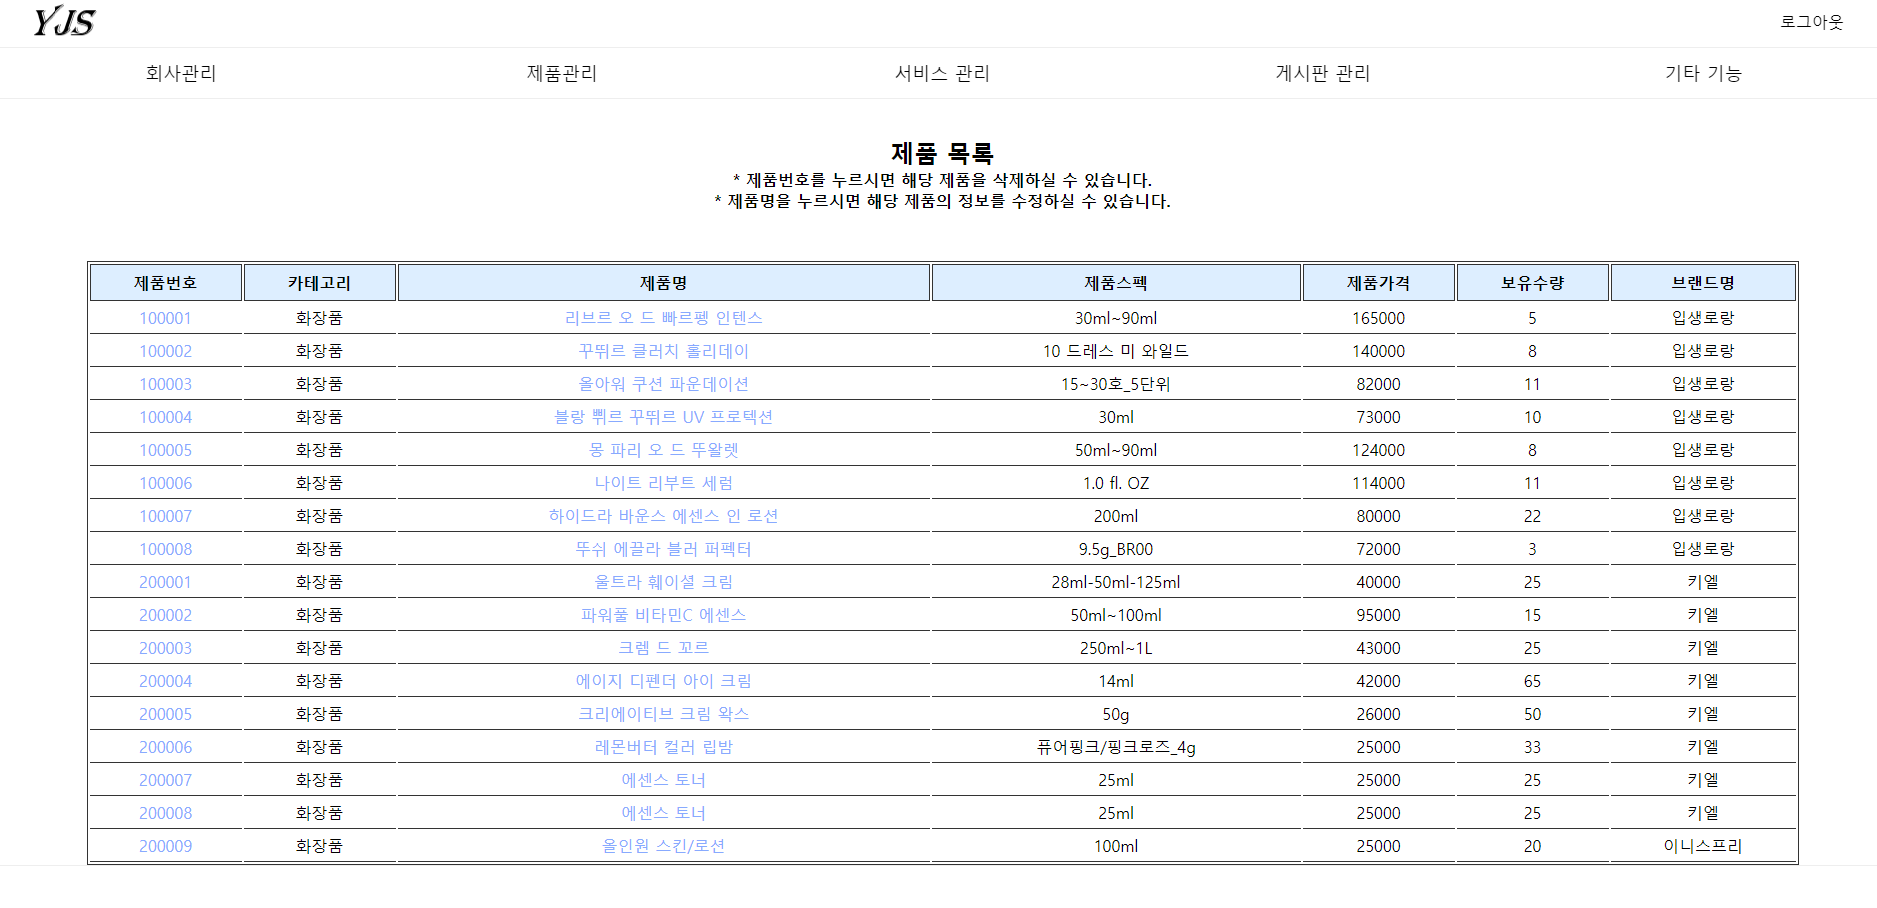 YJS
로그아웃
회사관리 제품관리 서비스 관리 게시판 관리 기타 기능
제품 목록
* 제품번호를 누르시면 해당 제품을 삭제하실 수 있습니다.
* 제품명을 누르시면 해당 제품의 정보를 수정하실 수 있습니다.
제품번호 카테고리 제품명 제품스펙 제품가격 보유수량 브랜드명
100001 화장품 리브르 오 드 빠르펭 인텐스 30ml~90ml 165000 5 입생로랑
100002 화장품 꾸뛰르 클러치 홀리데이 10 드레스 미 와일드 140000 8 입생로랑
100003 화장품 올아워 쿠션 파운데이션 15~30호_5단위 82000 11 입생로랑
100004 화장품 블랑 쀠르 꾸뛰르 UV 프로텍션 30ml 73000 10 입생로랑
100005 화장품 몽 파리 오 드 뚜왈렛 50ml~90ml 124000 8 입생로랑
100006 화장품 나이트 리부트 세럼 1.0 fl. OZ 114000 11 입생로랑
100007 화장품 하이드라 바운스 에센스 인 로션 200ml 80000 22 입생로랑
100008 화장품 뚜쉬 에끌라 블러 퍼펙터 9.5g_BR00 72000 3 입생로랑
200001 화장품 울트라 훼이셜 크림 28ml-50ml-125ml 40000 25 키엘
200002 화장품 파워풀 비타민C 에센스 50ml~100ml 95000 15 키엘
200003 화장품 크렘 드 꼬르 250ml~1L 43000 25 키엘
200004 화장품 에이지 디펜더 아이 크림 14ml 42000 65 키엘
200005 화장품 크리에이티브 크림 왁스 50g 26000 50 키엘
200006 화장품 레몬버터 컬러 립밤 퓨어핑크/핑크로즈_4g 25000 33 키엘
200007 화장품 에센스 토너 25ml 25000 25 키엘
200008 화장품 에센스 토너 25ml 25000 25 키엘
200009 화장품 올인원 스킨/로션 100ml 25000 20 이니스프리